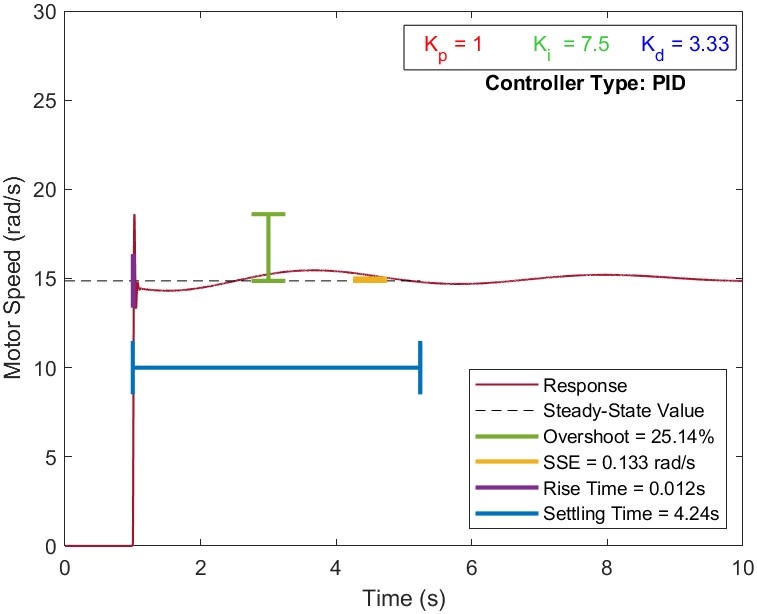 30
25
20
15
10
5
0
Motor Speed (rad/s)
Kp = 1 Ki = 7.5 Kd = 3.33
Controller Type: PID
Response
Steady-State Value
Overshoot = 25.14%
SSE = 0.133 rad/s
Rise Time = 0.012s
Settling Time = 4.24s
0 2 4 6 8 10
Time (s)